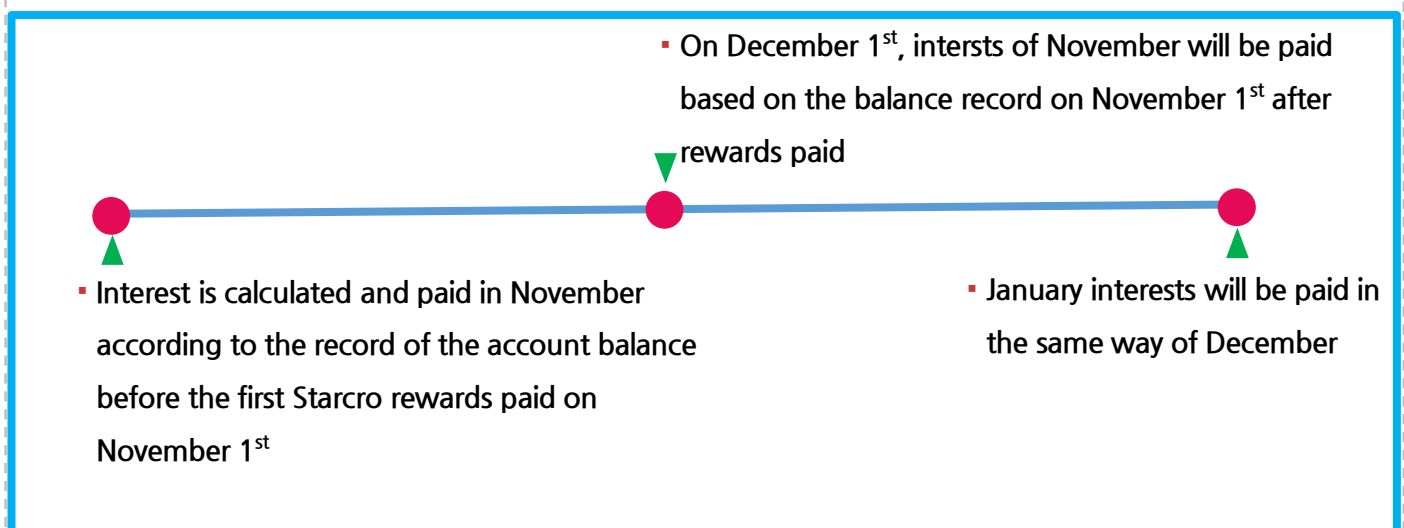 ▪ On December 1st, intersts of November will be paid
based on the balance record on November 1st after
rewards paid
▪ Interest is calculated and paid in November
according to the record of the account balance
before the first Starcro rewards paid on
November 1st
▪ January interests will be paid in
the same way of December